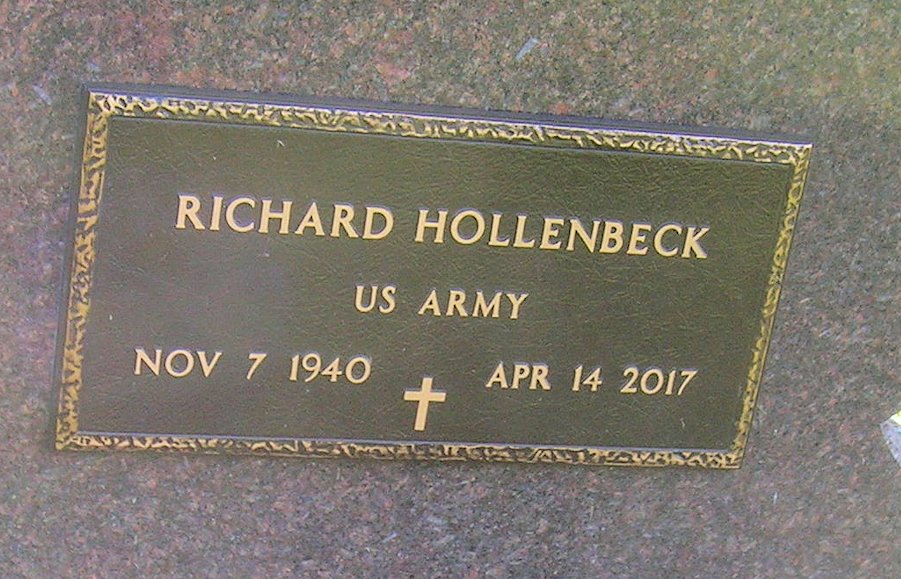 RICHARD HOLLENBECK
US ARMY
NOV 7 1940 APR 14 2017